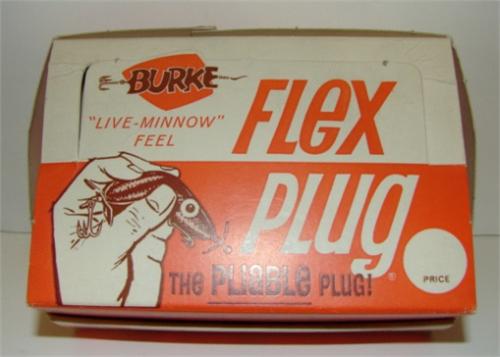 BURKE
"LIVE-MINNOW"
FEEL
FLeX
PLug
®
THE PLIaBLE PLUG!
PRICE